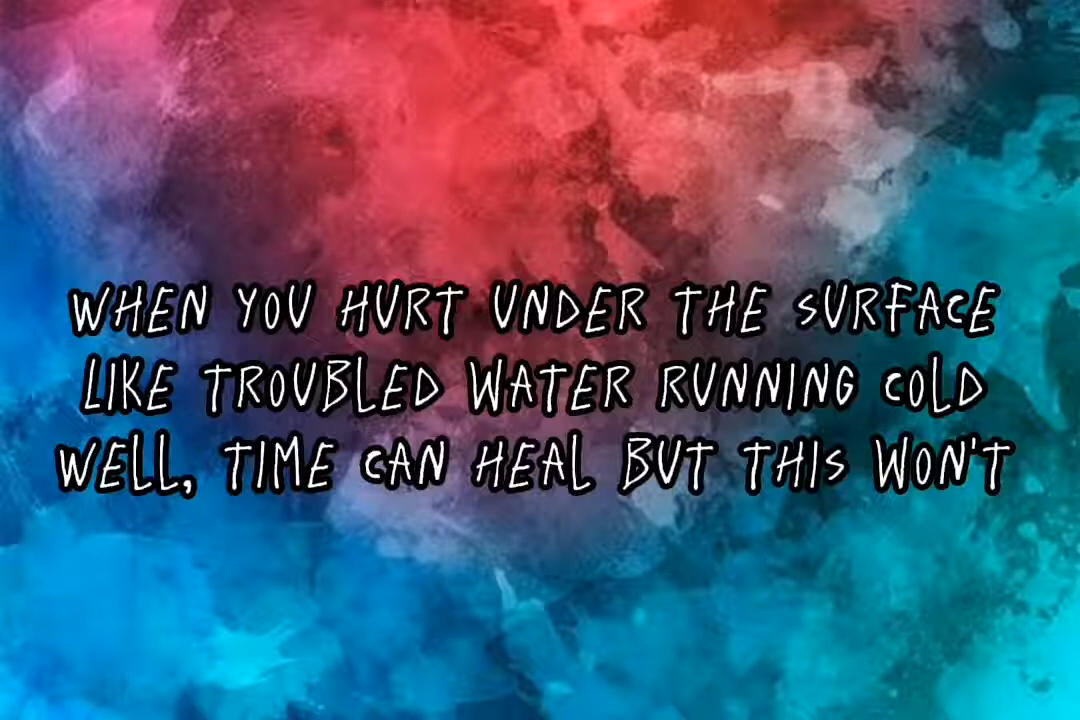 WHEN YOU HURT UNDER THE SURFACE
LIKE TROUBLED WATER RUNNING COLD
WELL, TIME CAN HEAL BUT THIS WON'T